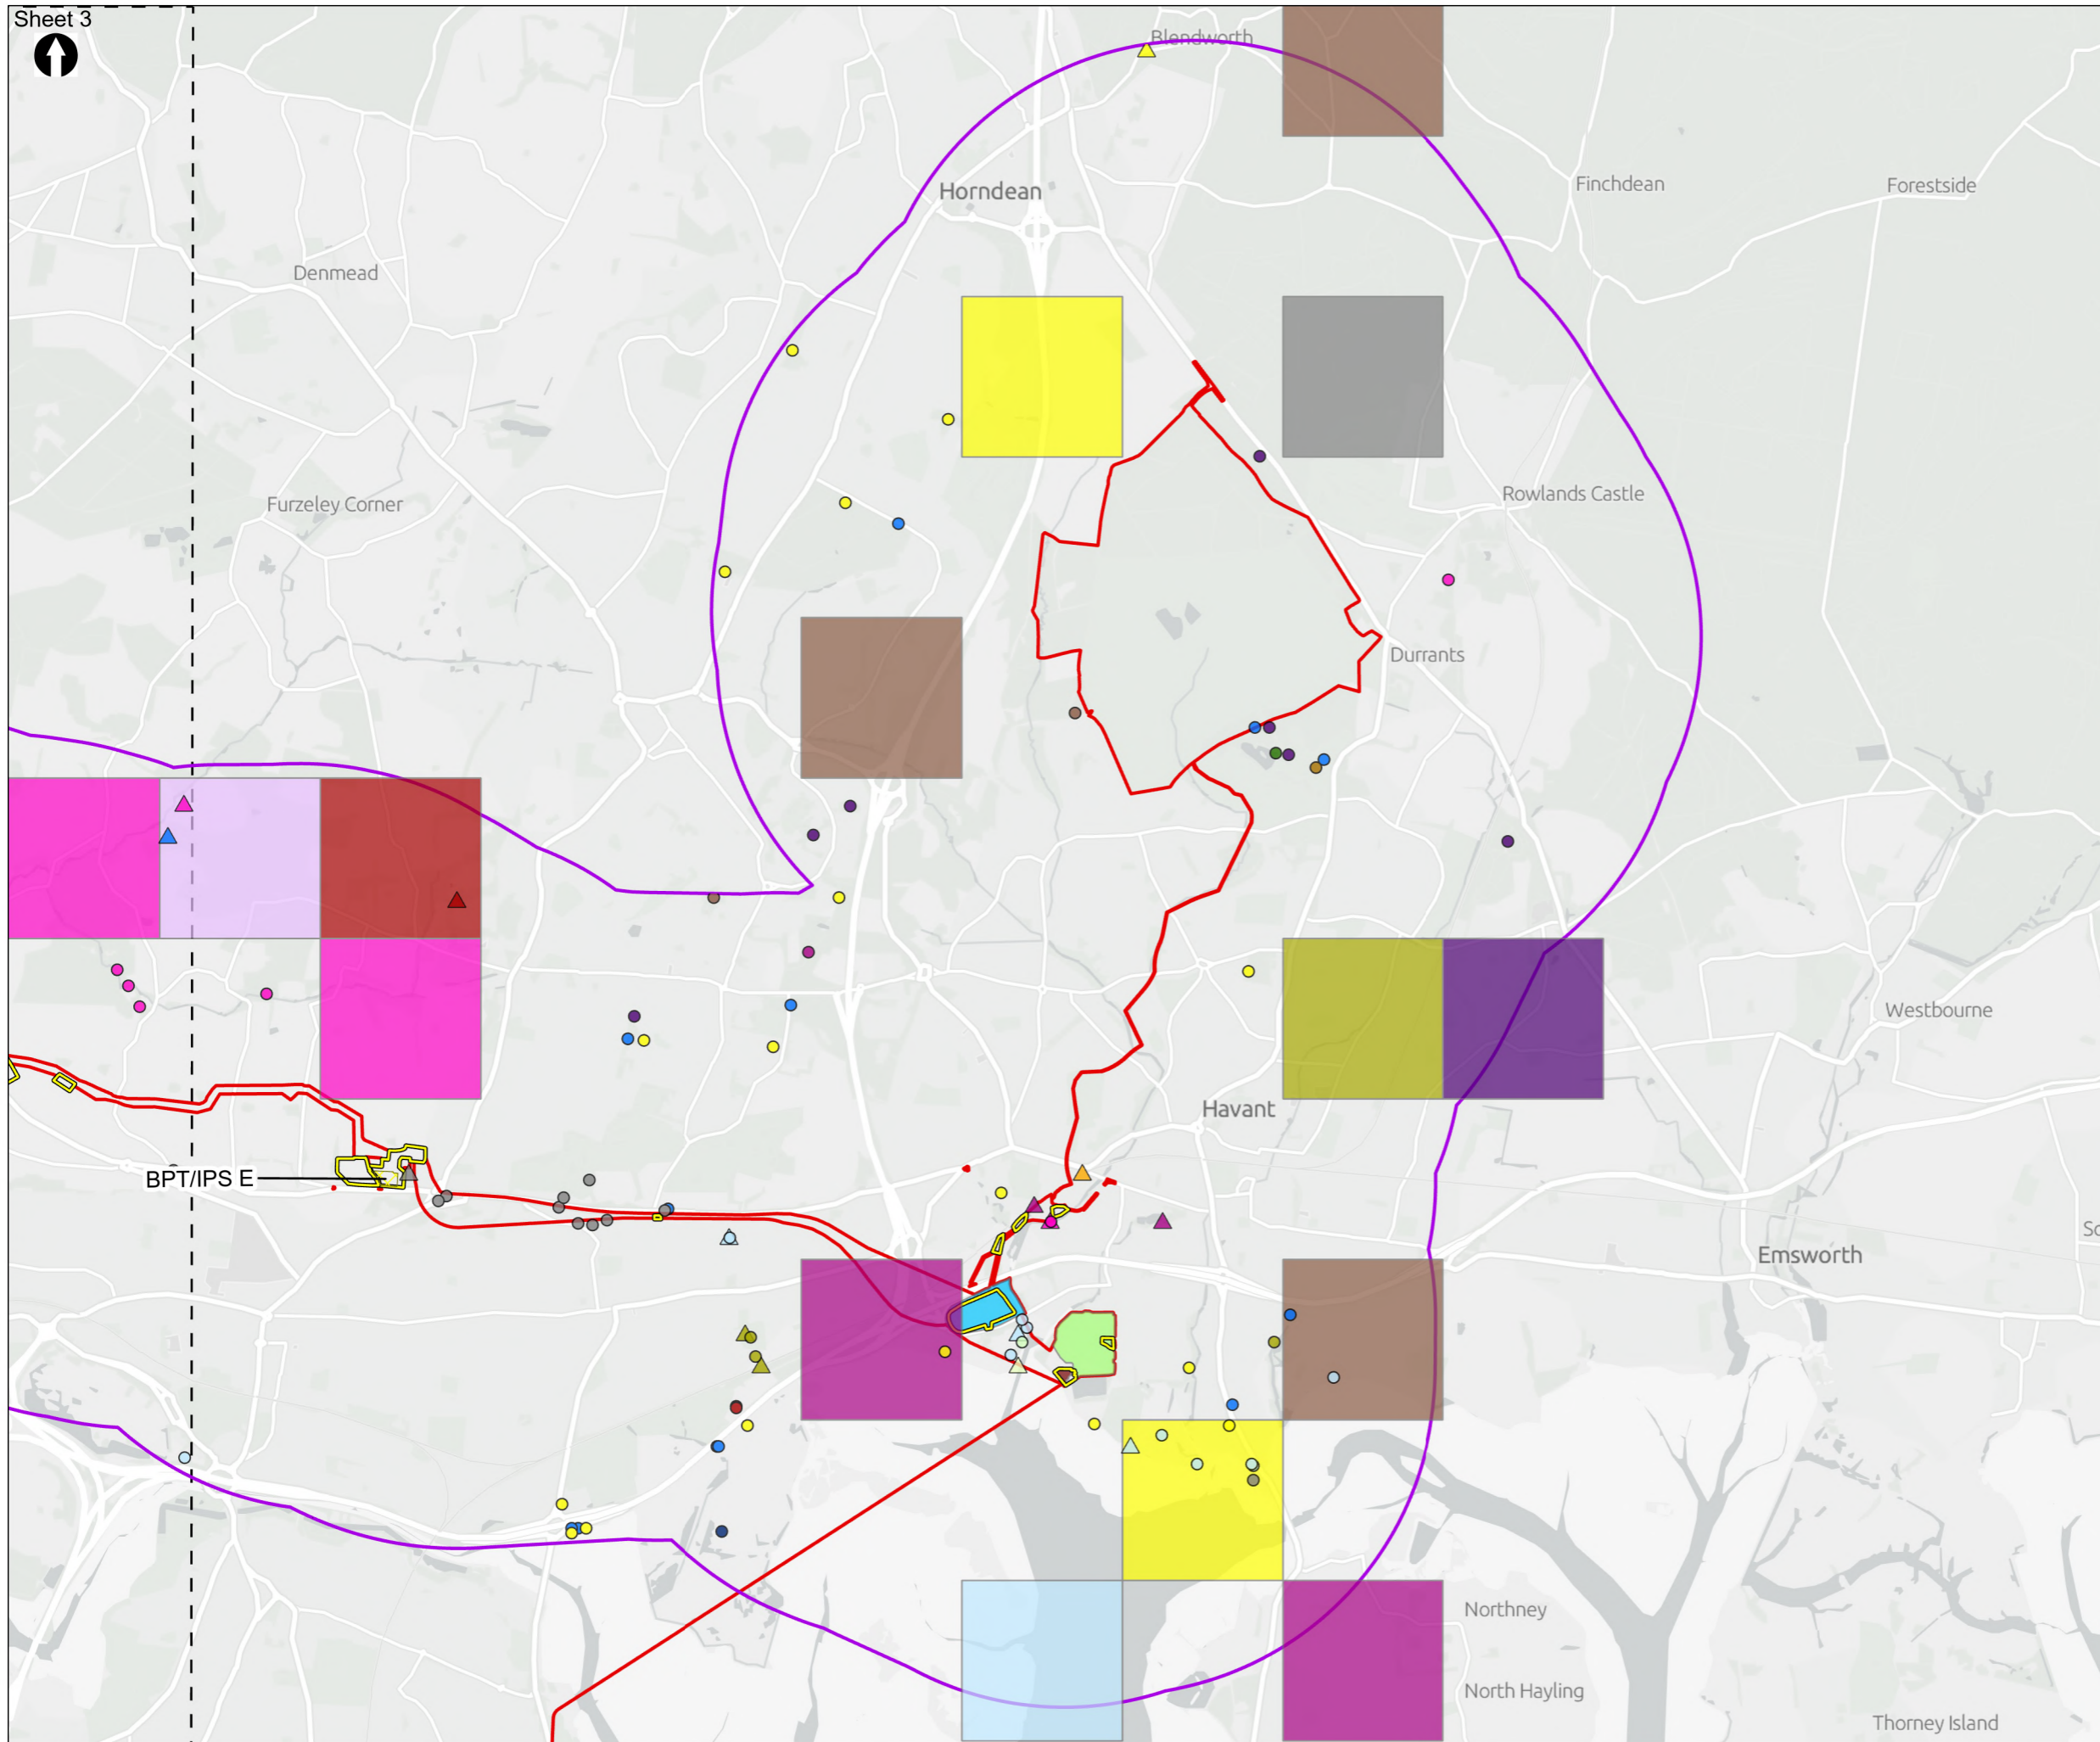 Sheet 3
Blendworth
Horndean
Finchdean
Forestside
Denmead
Rowlands Castle
Furzeley Corner
Durrants
Westbourne
Havant
BPT/IPS E
Emsworth
Northney
North Hayling
Thorney Island